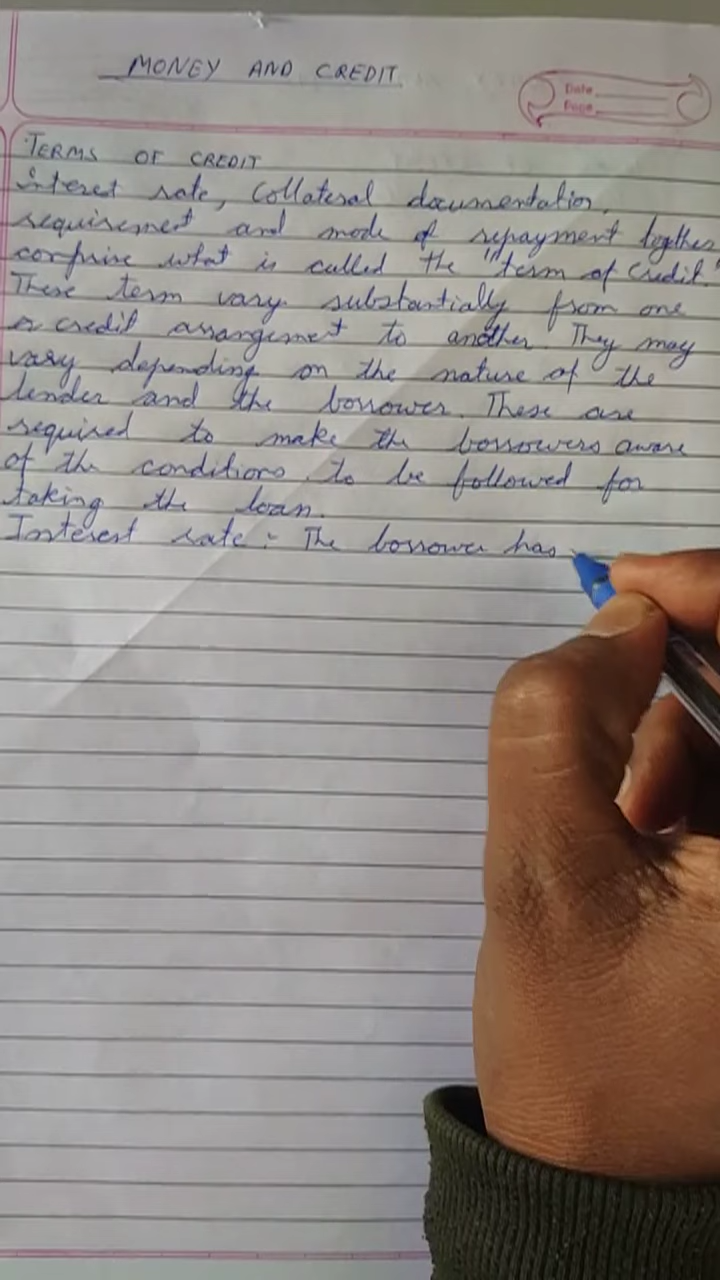 MONEY AND CREDIT
Date
Page
TERMS OF CREDIT
Interest rate, Collateral documentation,
requirement and mode of repayment together
comprise what is called the "term of Credit."
These term vary substantially from one
a credit arrangement to another. They may
vary depending on the nature of the
lender and the borrower. These are
required to make the borrowers aware
of the conditions to be followed for
taking the loan.
Interest rate :- The borrower has